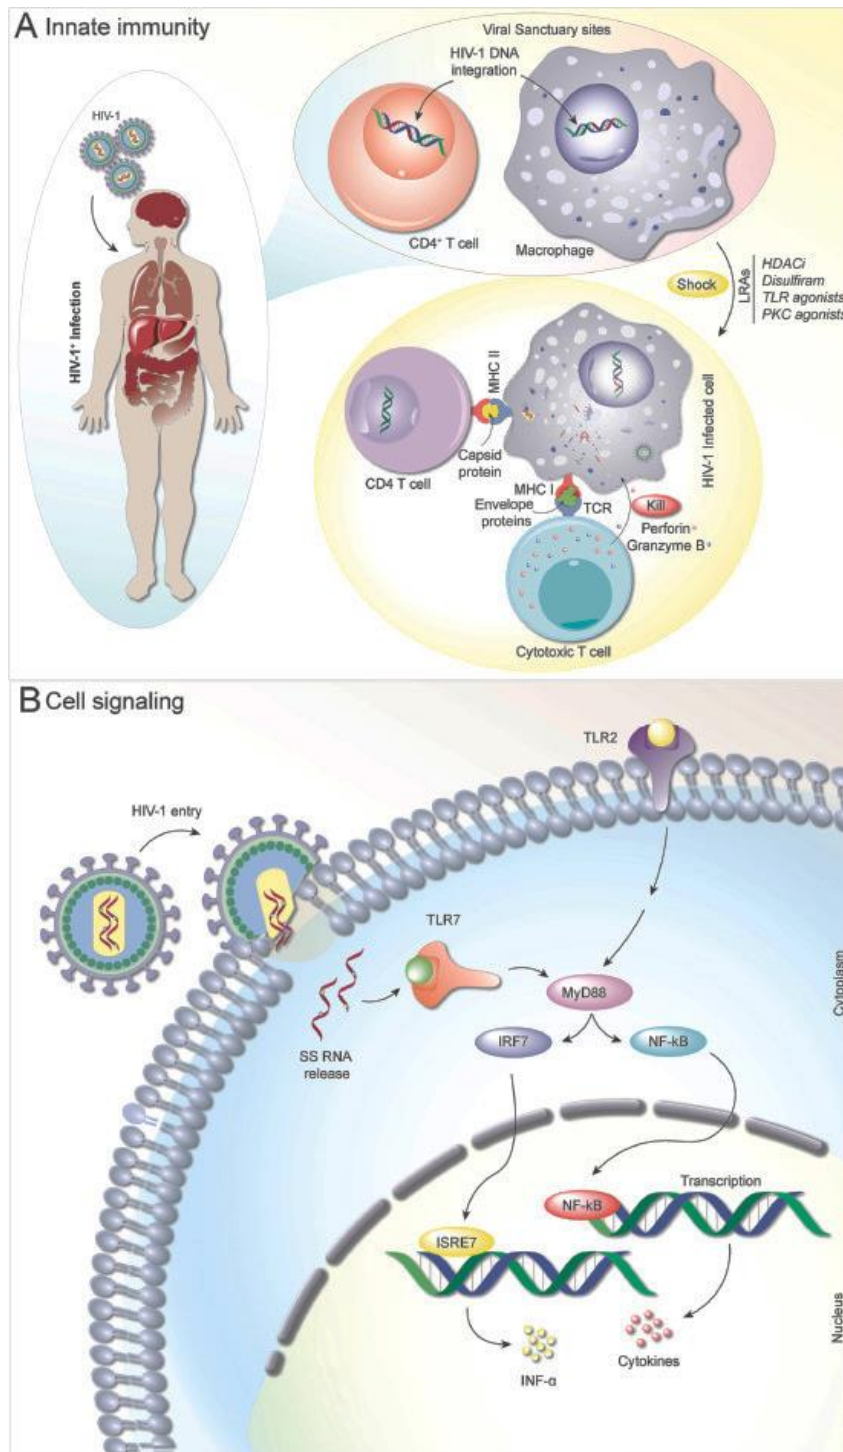 A Innate immunity
Viral Sanctuary sites
HIV-1 DNA
integration
HIV-1
CD4⁺ T cell
Macrophage
HIV-1⁺ Infection
Shock
LRAs
HDACi
Disulfiram
TLR agonists
PKC agonists
MHC II
Capsid
protein
CD4 T cell
HIV-1 Infected cell
MHC I
Envelope
proteins
TCR
Kill
Perforin
Granzyme B
Cytotoxic T cell
B Cell signaling
TLR2
HIV-1 entry
TLR7
SS RNA
release
MyD88
IRF7
NF-kB
Cytoplasm
Transcription
NF-kB
ISRE7
Nucleus
Cytokines
INF-α